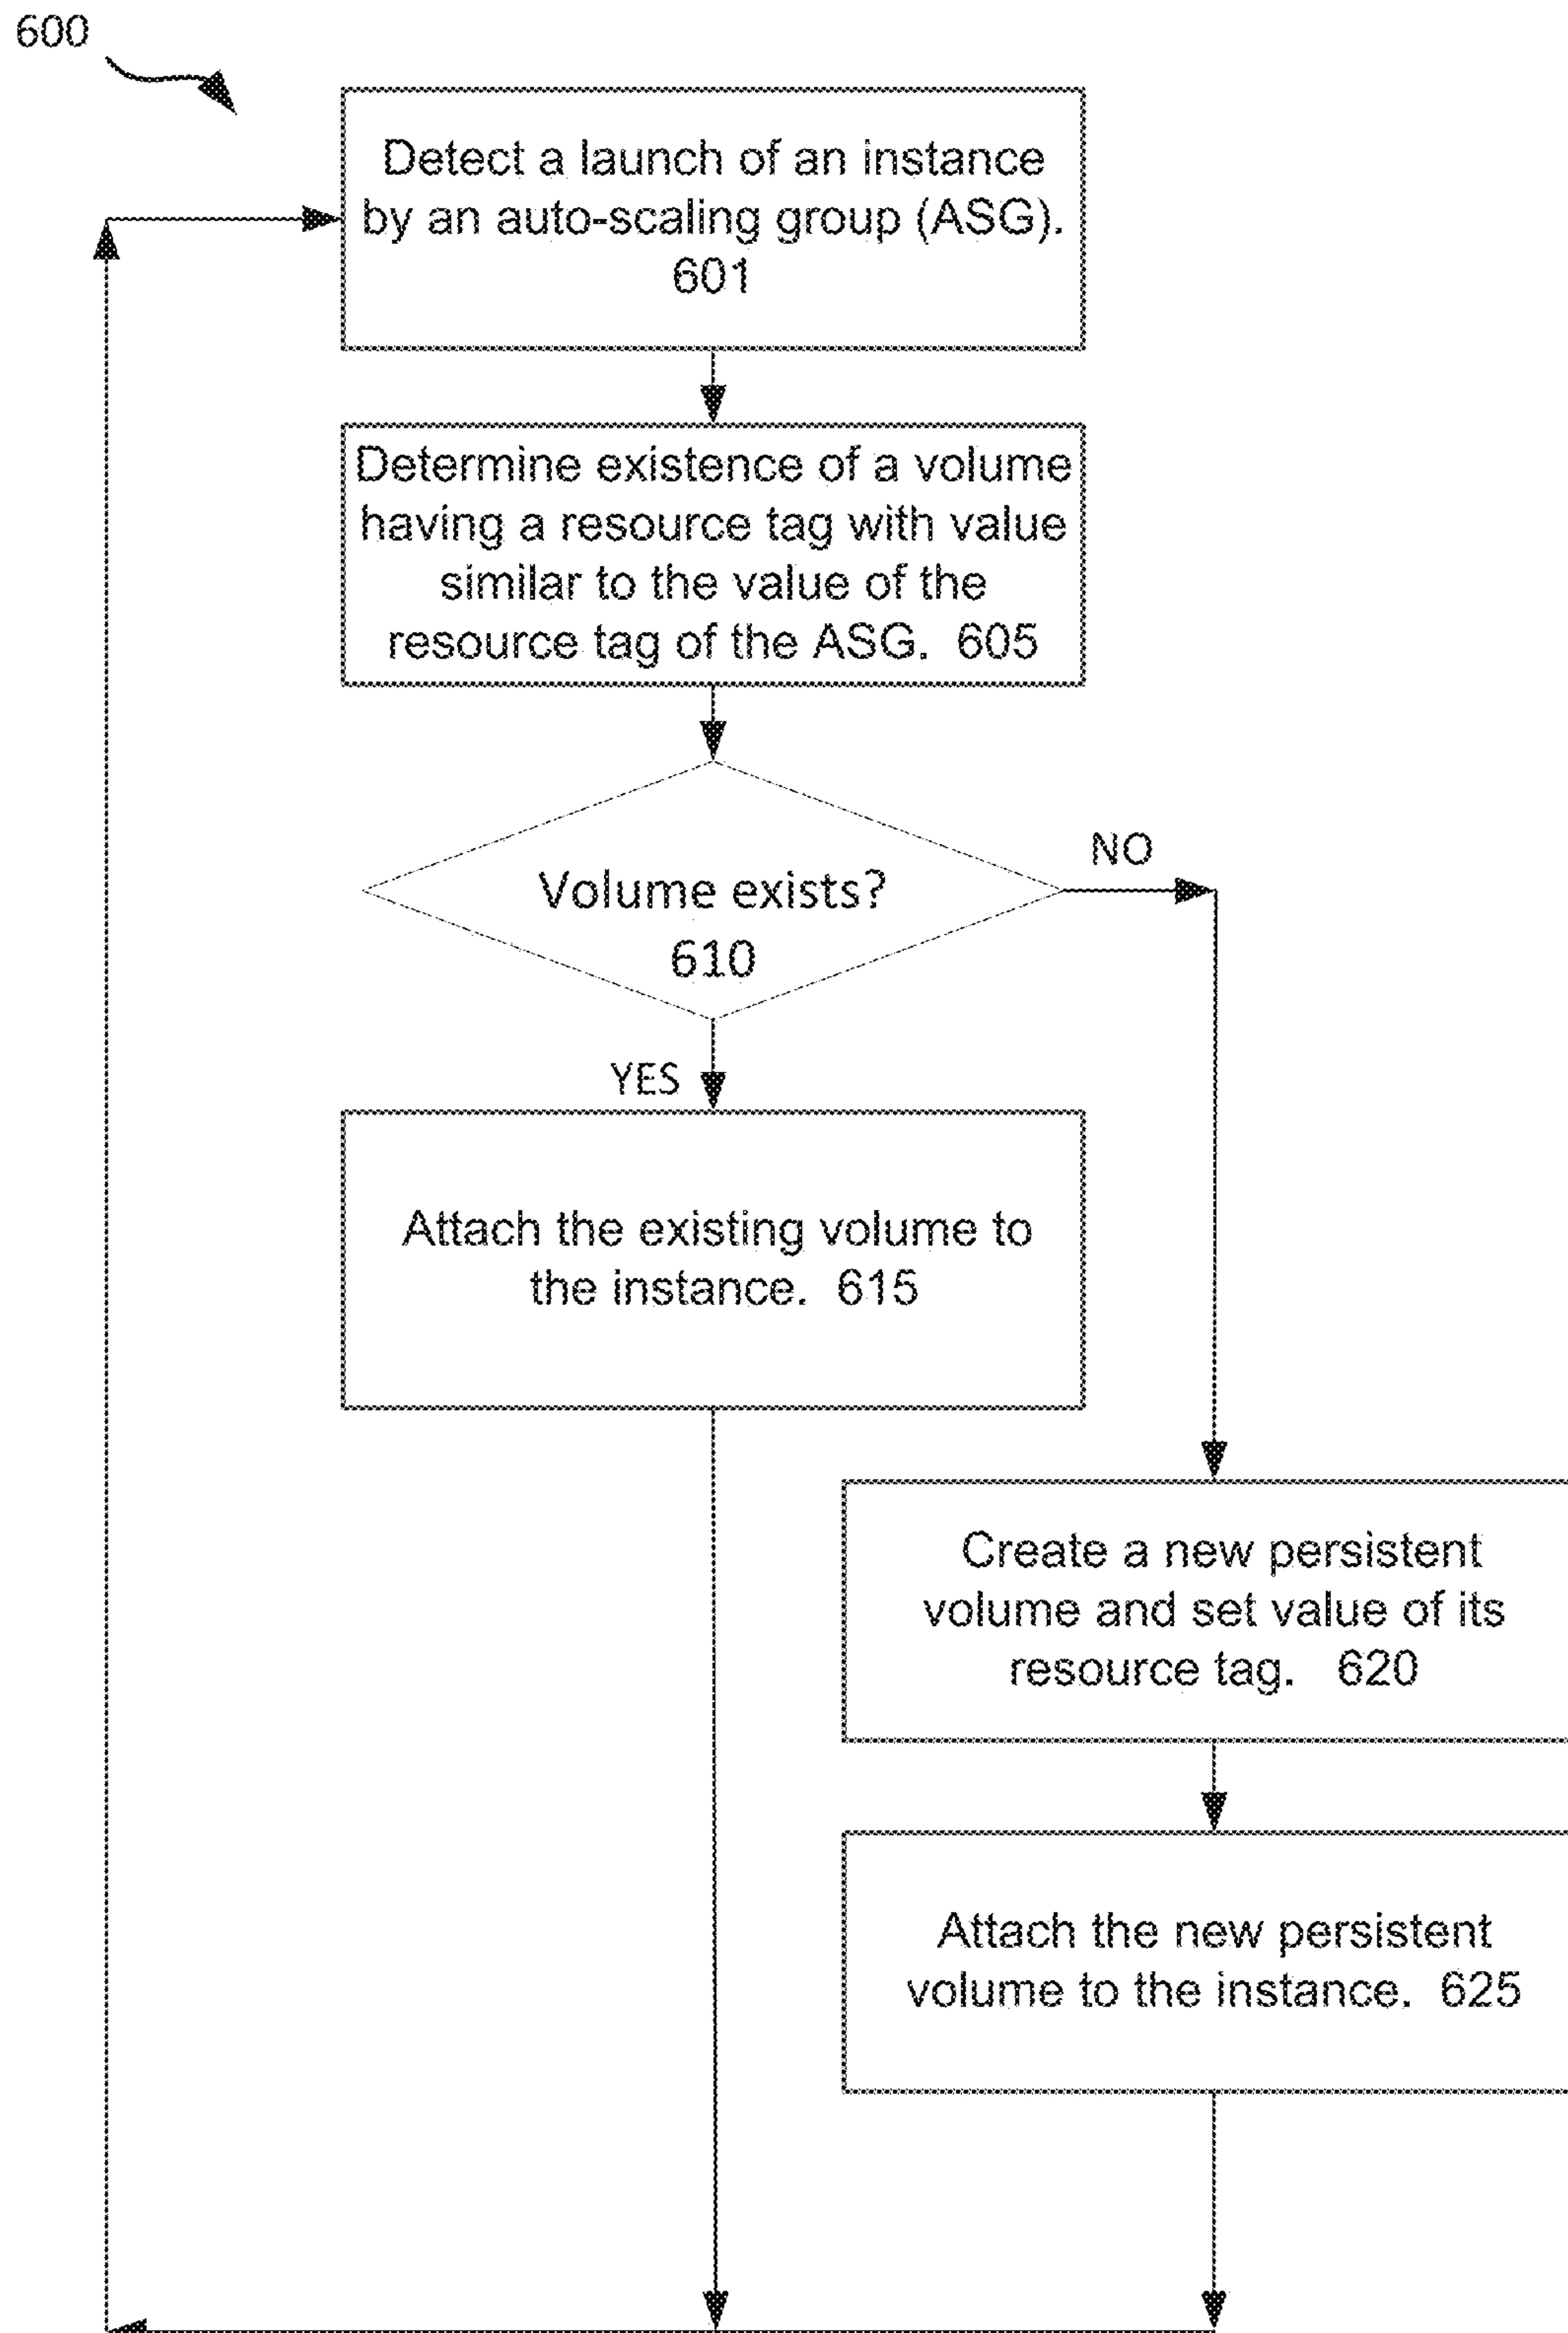 600
Detect a launch of an instance
by an auto-scaling group (ASG).
601
Determine existence of a volume
having a resource tag with value
similar to the value of the
resource tag of the ASG. 605
Volume exists?
610
NO
YES
Attach the existing volume to
the instance. 615
Create a new persistent
volume and set value of its
resource tag. 620
Attach the new persistent
volume to the instance. 625